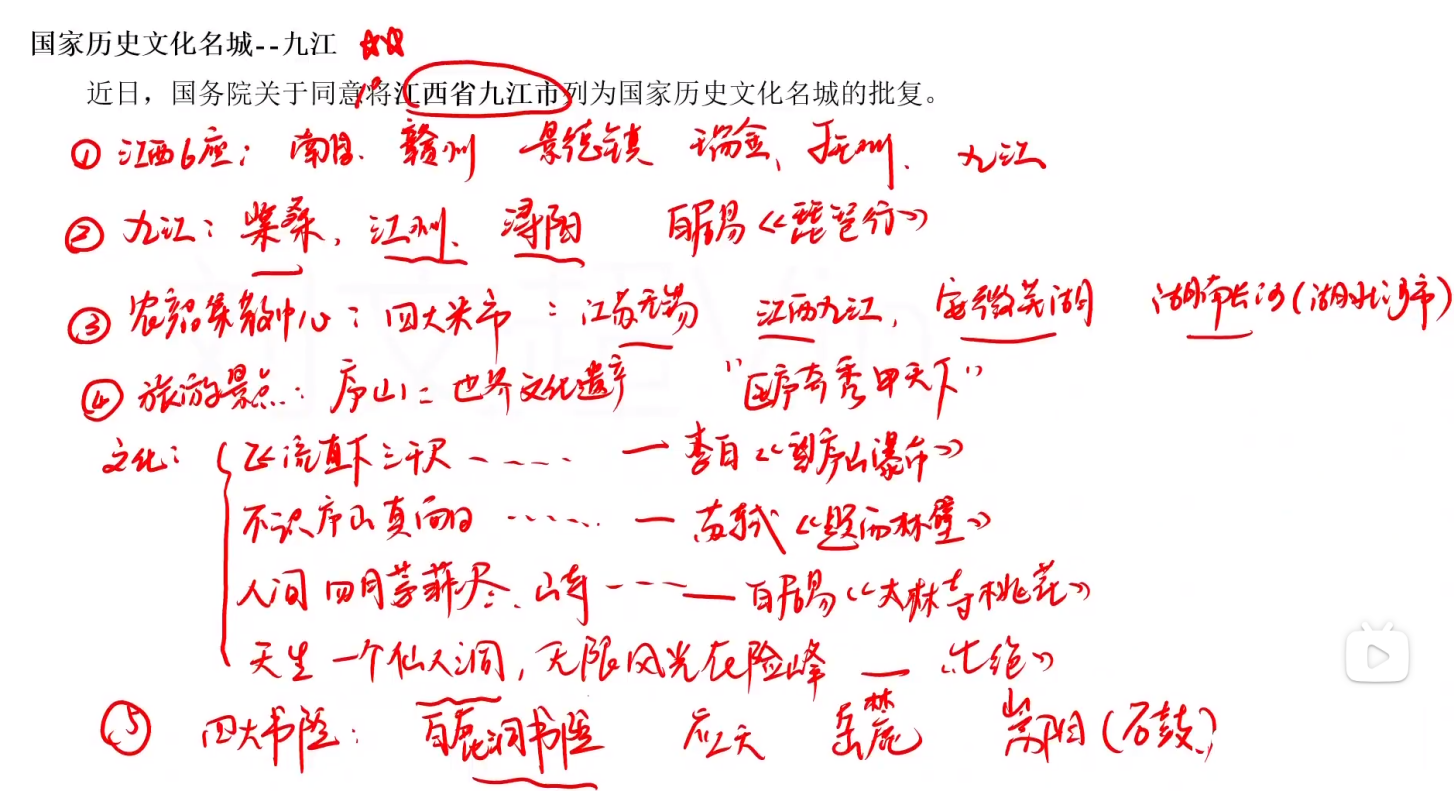 国家历史文化名城--九江
近日，国务院关于同意将江西省九江市列为国家历史文化名城的批复。
① 江西6座：南昌、赣州 景德镇 瑞金、抚州、九江
② 九江：柴桑，江州、浔阳 白居易《琵琶行》
③ 农产品集散中心：四大米市：江苏无锡 江西九江，安徽芜湖 湖南长沙(湖北沙市)
④ 旅游景点：庐山：世界文化遗产 "匡庐奇秀甲天下"
文化：飞流直下三千尺---- —李白《望庐山瀑布》
不识庐山真面目 ······ —苏轼《题西林壁》
人间四月芳菲尽、山寺---—白居易《大林寺桃花》
天生一个仙人洞，无限风光在险峰 —《七绝》
⑤ 四大书院：白鹿洞书院 应天 岳麓 嵩阳(石鼓)